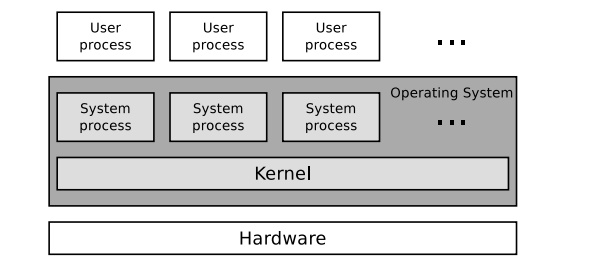 User
process
User
process
User
process
...
Operating System
System
process
System
process
System
process
...
Kernel
Hardware